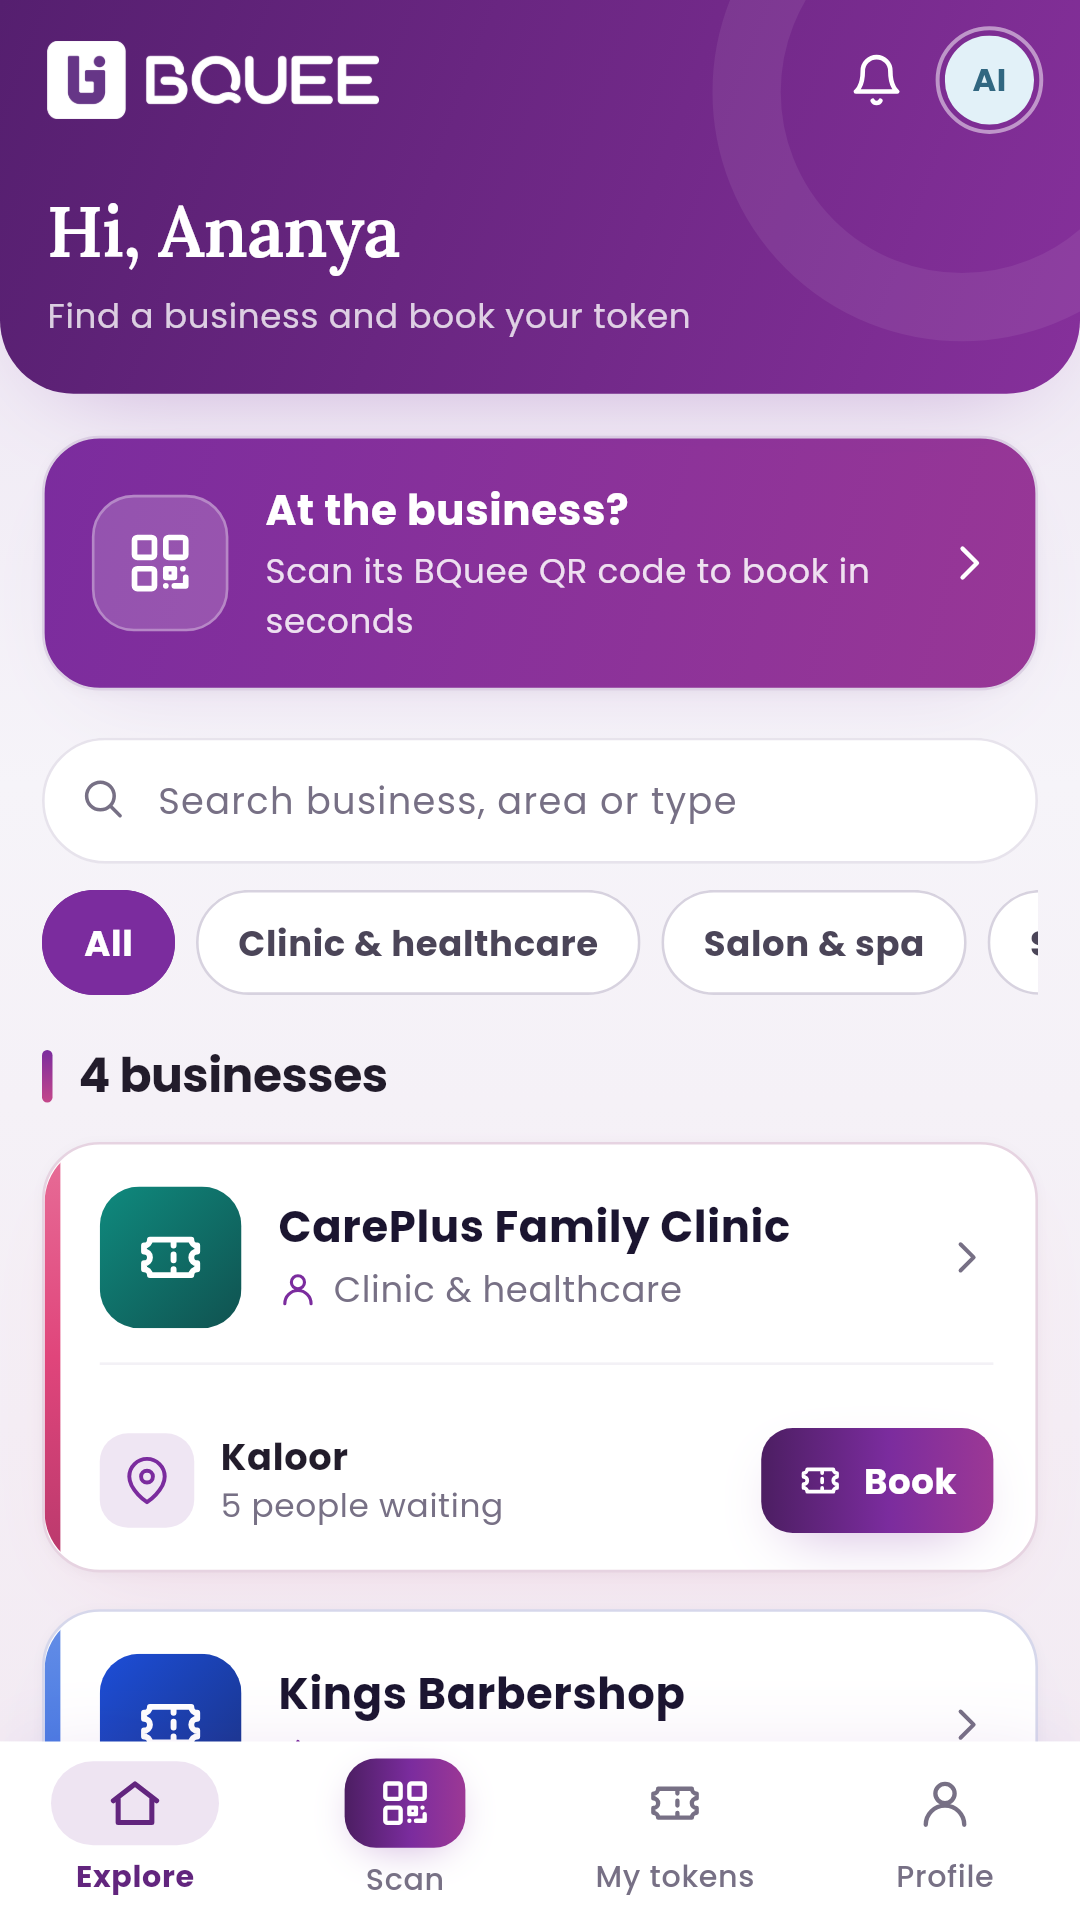 BQUEE
AI
Hi, Ananya
Find a business and book your token
At the business?
Scan its BQuee QR code to book in
seconds
Search business, area or type
All
Clinic & healthcare
Salon & spa
4 businesses
CarePlus Family Clinic
Clinic & healthcare
Kaloor
5 people waiting
Book
Kings Barbershop
Explore
Scan
My tokens
Profile